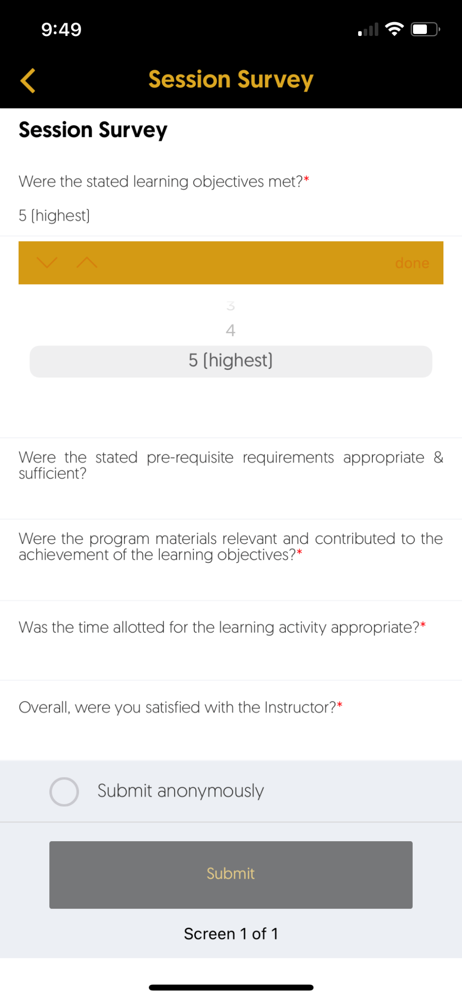 9:49
Session Survey
Session Survey
Were the stated learning objectives met?*
5 (highest)
done
3
4
5 (highest)
Were the stated pre-requisite requirements appropriate &
sufficient?
Were the program materials relevant and contributed to the
achievement of the learning objectives?*
Was the time allotted for the learning activity appropriate?*
Overall, were you satisfied with the Instructor?*
Submit anonymously
Submit
Screen 1 of 1